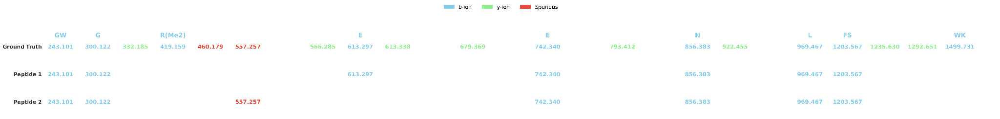 b-ion y-ion Spurious
GW G R(Me2) E E N L FS WK
Ground Truth 243.101 300.122 332.185 419.159 460.179 557.257 566.285 613.297 613.338 679.369 742.340 793.412 856.383 922.455 969.467 1203.567 1235.630 1292.651 1499.731
Peptide 1 243.101 300.122 613.297 742.340 856.383 969.467 1203.567
Peptide 2 243.101 300.122 557.257 742.340 856.383 969.467 1203.567